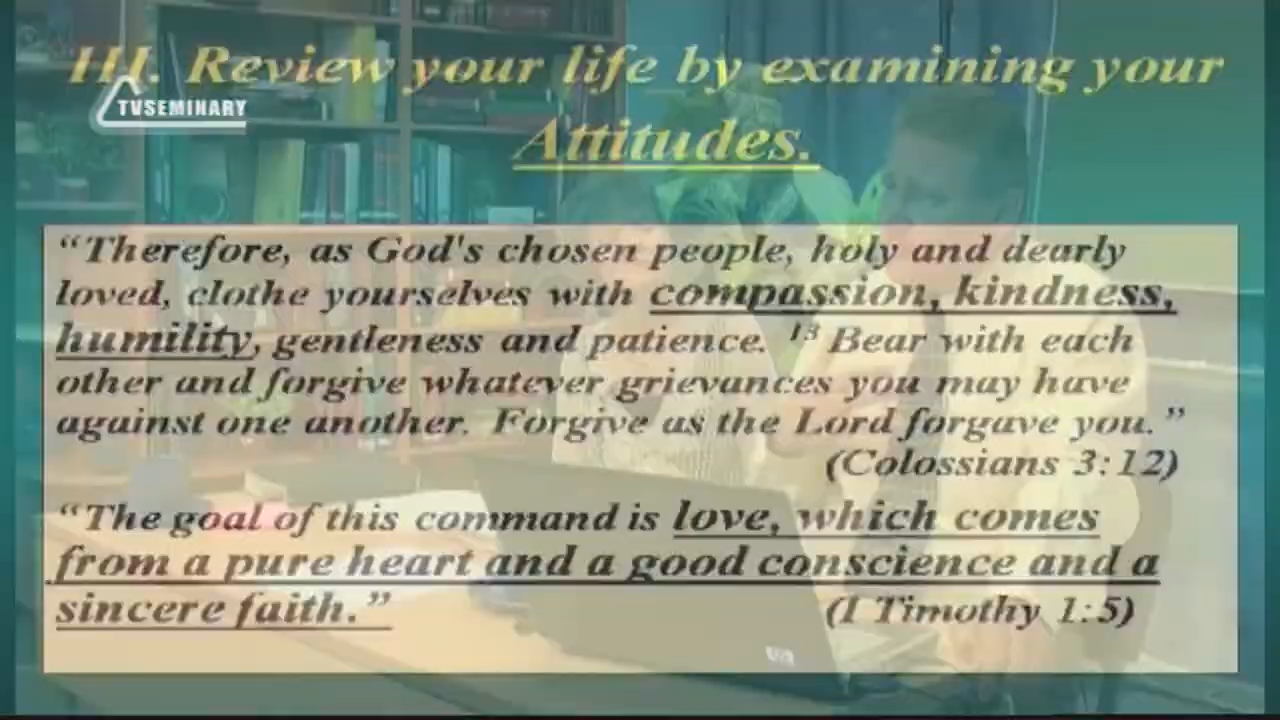 III. Review your life by examining your
Attitudes.
TVSEMINARY
“Therefore, as God's chosen people, holy and dearly
loved, clothe yourselves with compassion, kindness,
humility, gentleness and patience. 13 Bear with each
other and forgive whatever grievances you may have
against one another. Forgive as the Lord forgave you.”
(Colossians 3:12)
“The goal of this command is love, which comes
from a pure heart and a good conscience and a
sincere faith.” (I Timothy 1:5)
hp